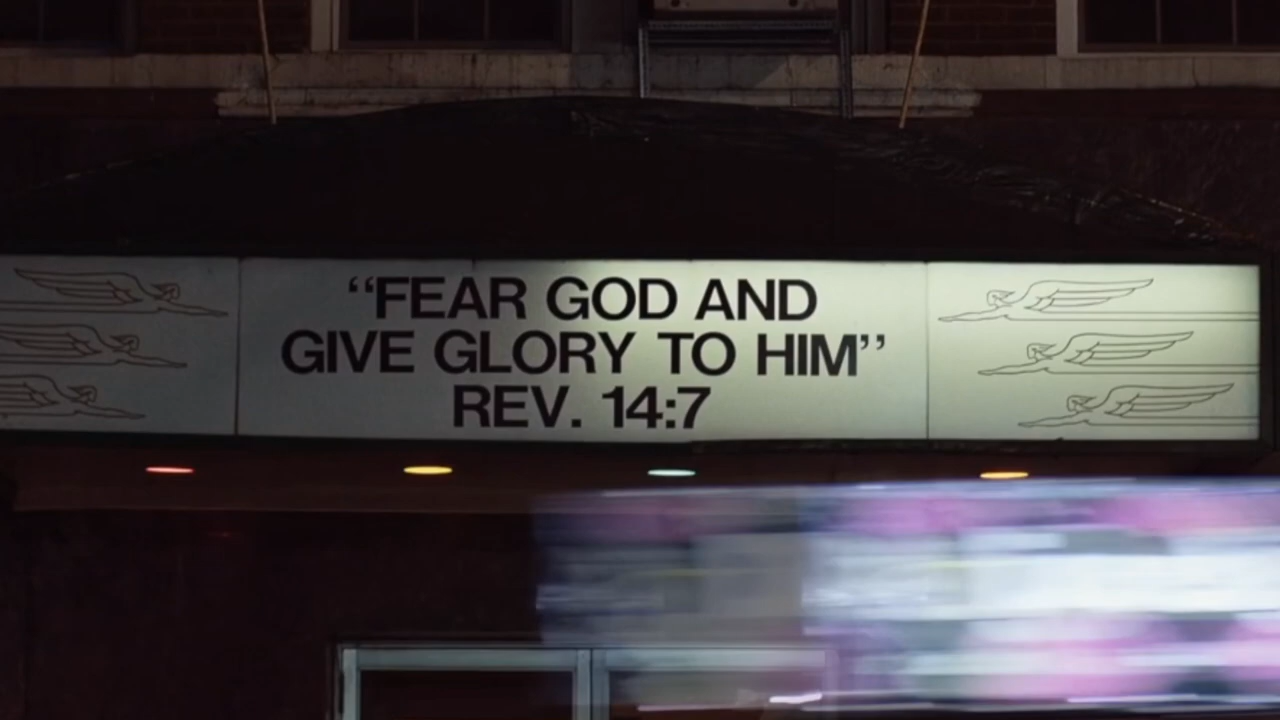 “FEAR GOD AND
GIVE GLORY TO HIM”
REV. 14:7